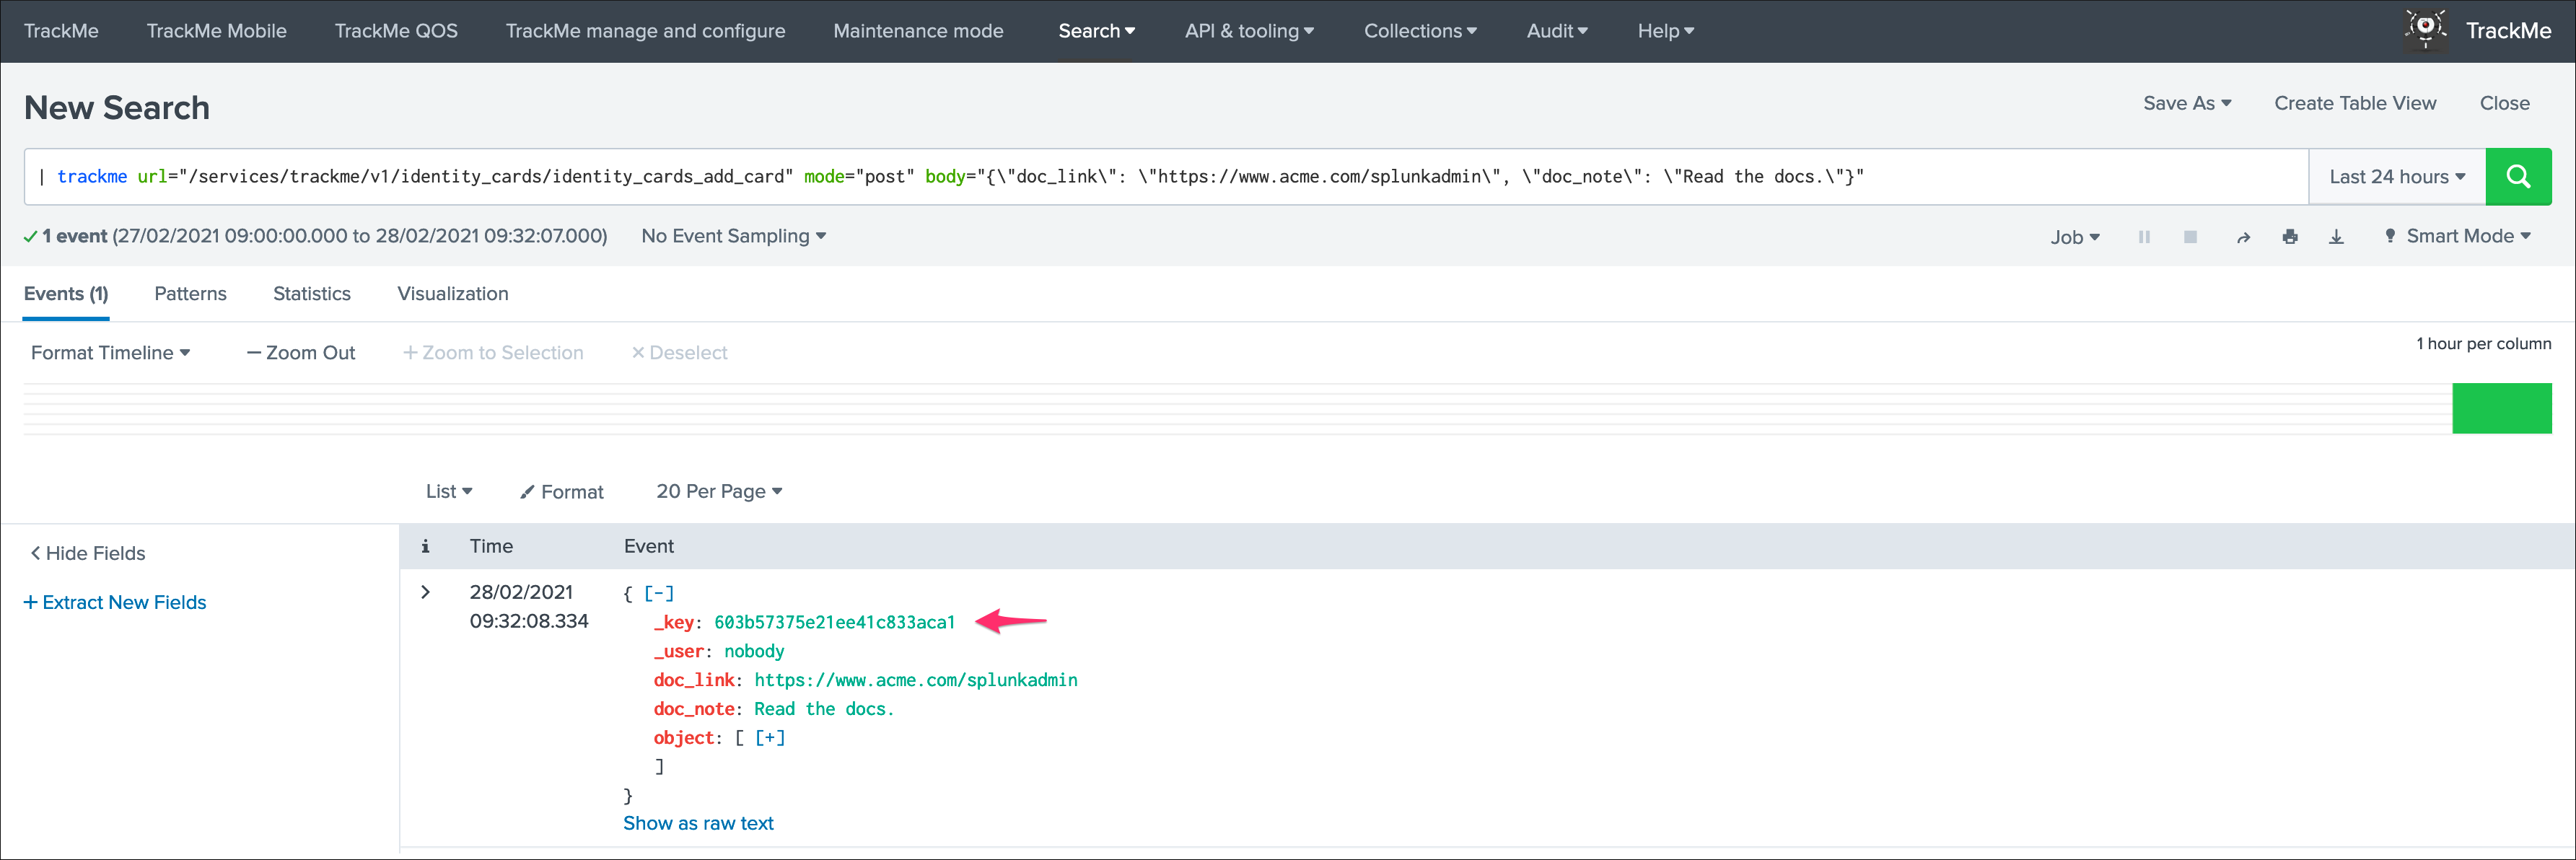 TrackMe TrackMe Mobile TrackMe QOS TrackMe manage and configure Maintenance mode Search API & tooling Collections Audit Help TrackMe
New Search Save As Create Table View Close
| trackme url="/services/trackme/v1/identity_cards/identity_cards_add_card" mode="post" body="{\"doc_link\": \"https://www.acme.com/splunkadmin\", \"doc_note\": \"Read the docs.\"}" Last 24 hours
1 event (27/02/2021 09:00:00.000 to 28/02/2021 09:32:07.000) No Event Sampling Job Smart Mode
Events (1) Patterns Statistics Visualization
Format Timeline — Zoom Out + Zoom to Selection × Deselect 1 hour per column
List Format 20 Per Page
< Hide Fields i Time Event
+ Extract New Fields
> 28/02/2021 { [-]
09:32:08.334 _key: 603b57375e21ee41c833aca1
_user: nobody
doc_link: https://www.acme.com/splunkadmin
doc_note: Read the docs.
object: [ [+]
]
}
Show as raw text